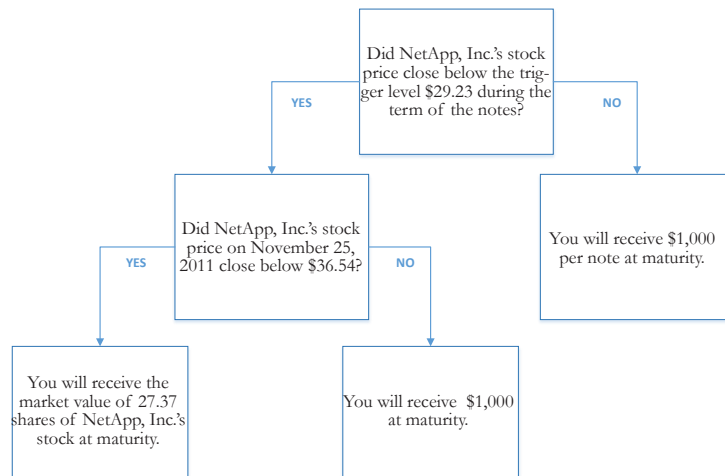 Did NetApp, Inc.'s stock
price close below the trig-
ger level $29.23 during the
term of the notes?
YES
NO
Did NetApp, Inc.'s stock
price on November 25,
2011 close below $36.54?
You will receive $1,000
per note at maturity.
YES
NO
You will receive the
market value of 27.37
shares of NetApp, Inc.'s
stock at maturity.
You will receive $1,000
at maturity.